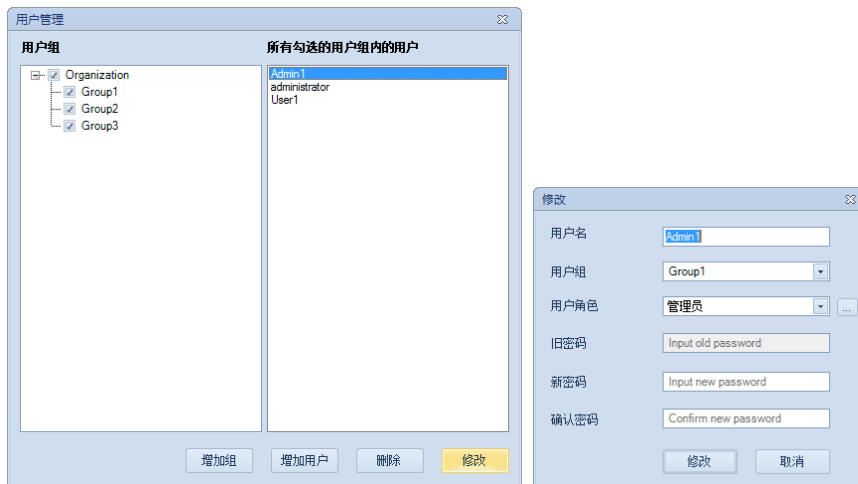 用户管理
用户组
所有勾选的用户组内的用户
Organization
Group1
Group2
Group3
Admin1
administrator
User1
增加组
增加用户
删除
修改
修改
用户名
Admin1
用户组
Group1
用户角色
管理员
...
旧密码
Input old password
新密码
Input new password
确认密码
Confirm new password
修改
取消